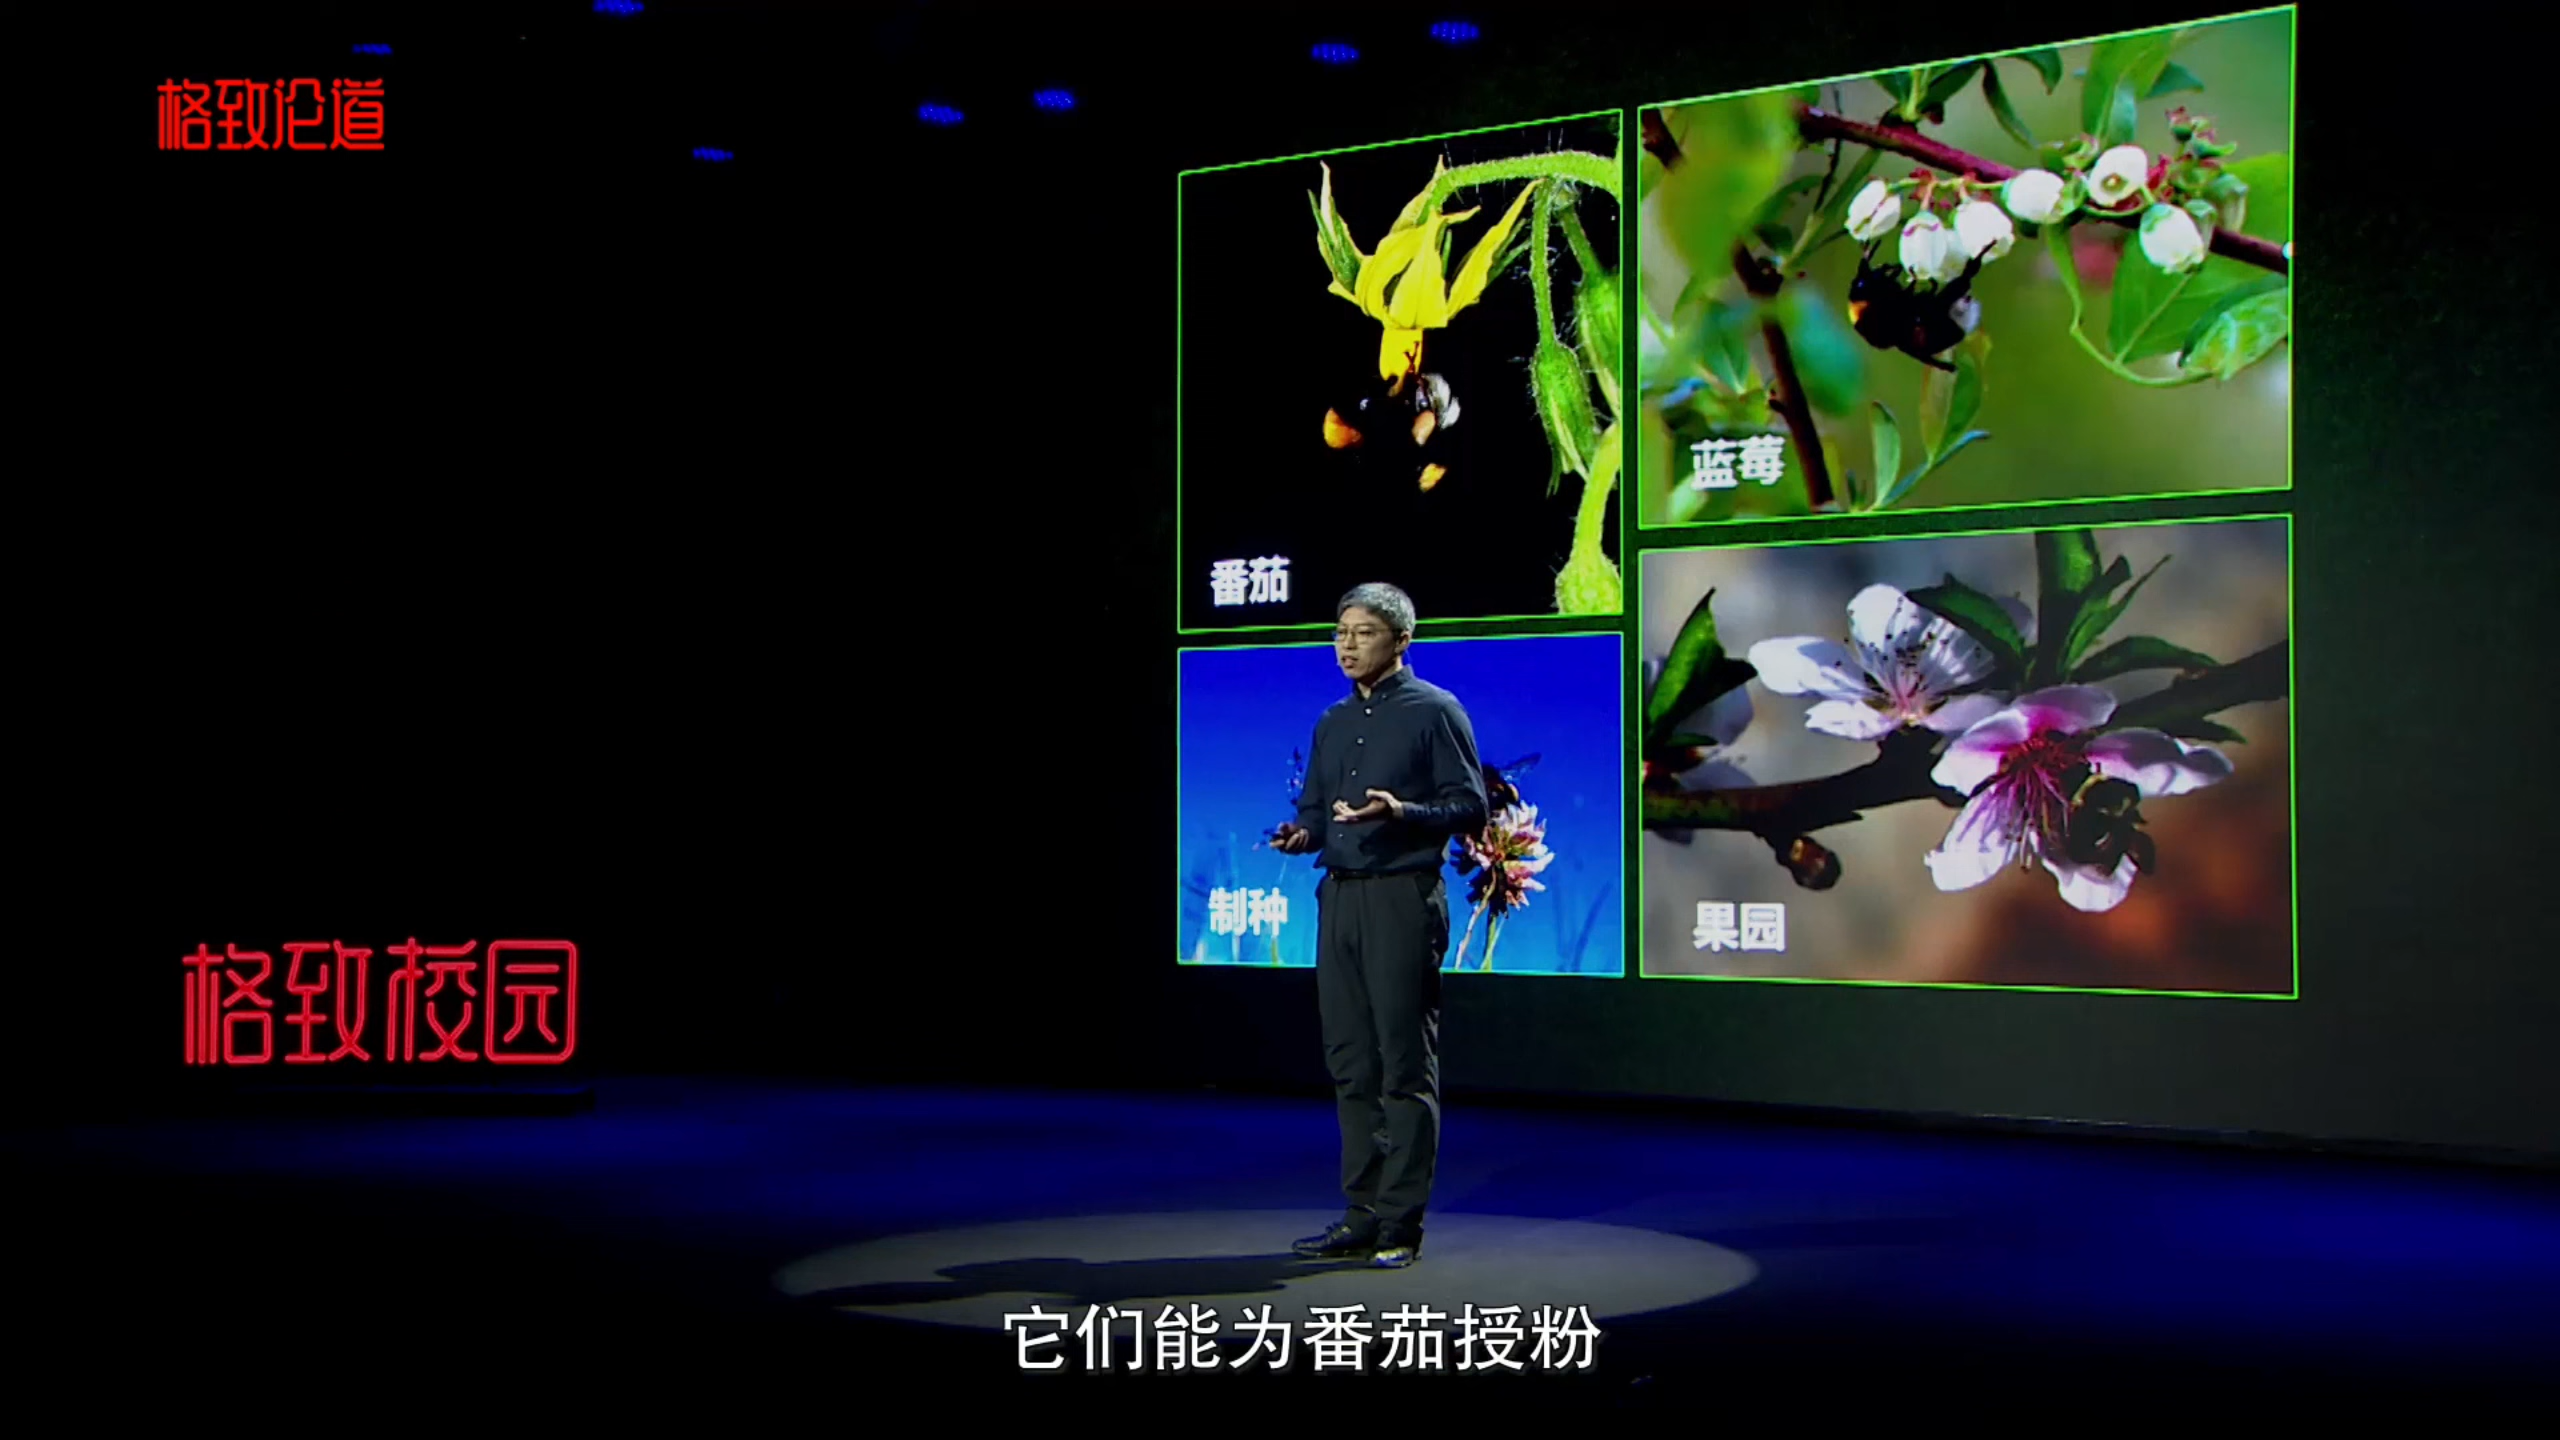 格致论道
蓝莓
番茄
制种
果园
格致校园
它们能为番茄授粉